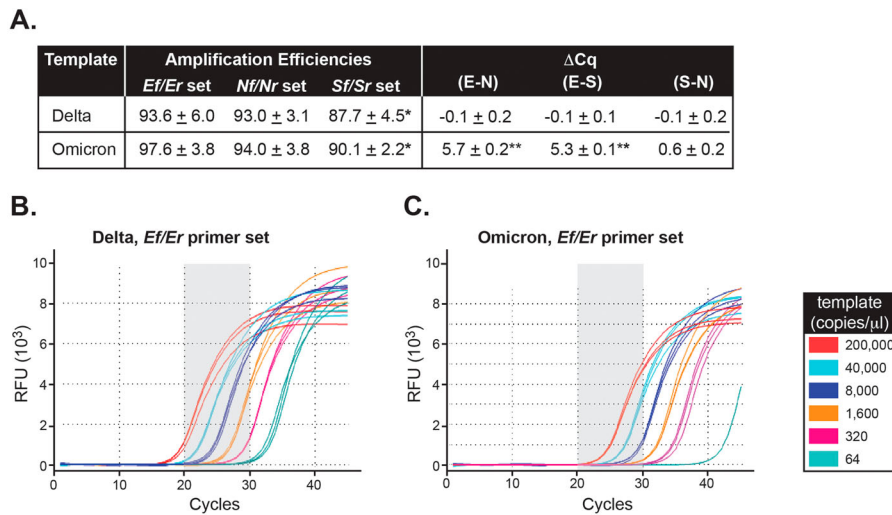 A.
Template Amplification Efficiencies ΔCq
Ef/Er set Nf/Nr set Sf/Sr set (E-N) (E-S) (S-N)
Delta 93.6 ± 6.0 93.0 ± 3.1 87.7 ± 4.5* -0.1 ± 0.2 -0.1 ± 0.1 -0.1 ± 0.2
Omicron 97.6 ± 3.8 94.0 ± 3.8 90.1 ± 2.2* 5.7 ± 0.2** 5.3 ± 0.1** 0.6 ± 0.2
B.
Delta, Ef/Er primer set
RFU (10³)
10
8
6
4
2
0
10 20 30 40
Cycles
C.
Omicron, Ef/Er primer set
RFU (10³)
10
8
6
4
2
0
10 20 30 40
Cycles
template
(copies/µl)
200,000
40,000
8,000
1,600
320
64